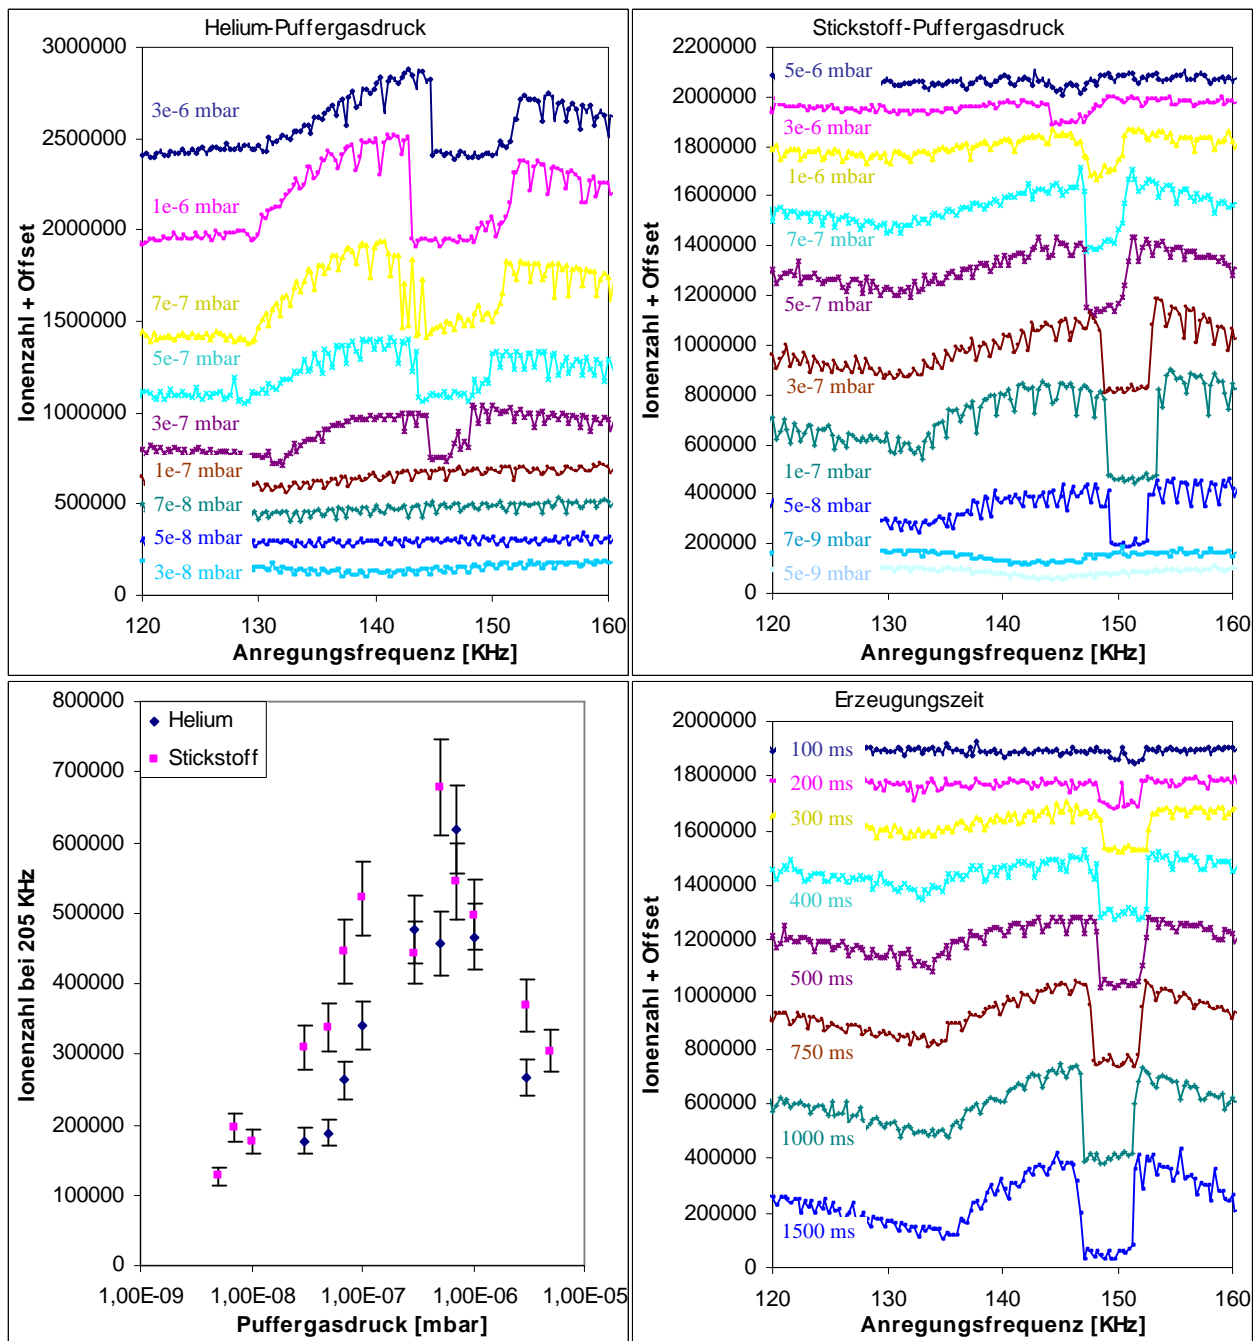 Helium-Puffergasdruck
3000000
2500000
2000000
1500000
1000000
500000
0
Ionenzahl + Offset
3e-6 mbar
1e-6 mbar
7e-7 mbar
5e-7 mbar
3e-7 mbar
1e-7 mbar
7e-8 mbar
5e-8 mbar
3e-8 mbar
120 130 140 150 160
Anregungsfrequenz [KHz]
Stickstoff-Puffergasdruck
2200000
2000000
1800000
1600000
1400000
1200000
1000000
800000
600000
400000
200000
0
Ionenzahl + Offset
5e-6 mbar
3e-6 mbar
1e-6 mbar
7e-7 mbar
5e-7 mbar
3e-7 mbar
1e-7 mbar
5e-8 mbar
7e-9 mbar
5e-9 mbar
120 130 140 150 160
Anregungsfrequenz [KHz]
800000
700000
600000
500000
400000
300000
200000
100000
0
Ionenzahl bei 205 KHz
Helium
Stickstoff
1,00E-09 1,00E-08 1,00E-07 1,00E-06 1,00E-05
Puffergasdruck [mbar]
Erzeugungszeit
2000000
1800000
1600000
1400000
1200000
1000000
800000
600000
400000
200000
0
Ionenzahl + Offset
100 ms
200 ms
300 ms
400 ms
500 ms
750 ms
1000 ms
1500 ms
120 130 140 150 160
Anregungsfrequenz [KHz]